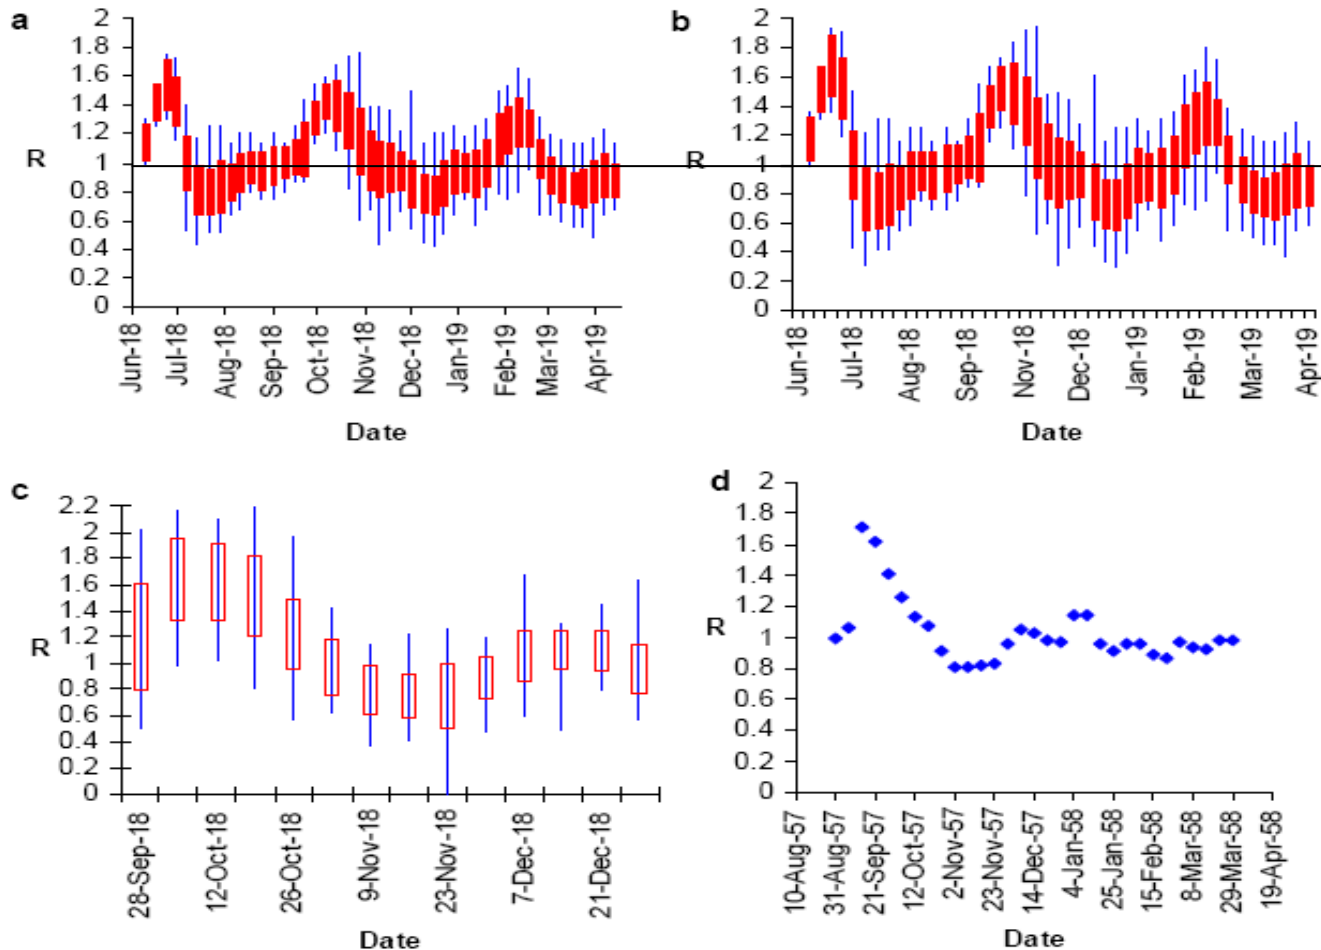 a
2
1.8
1.6
1.4
1.2
1
0.8
0.6
0.4
0.2
0
R
Jun-18
Jul-18
Aug-18
Sep-18
Oct-18
Nov-18
Dec-18
Jan-19
Feb-19
Mar-19
Apr-19
Date
b
2
1.8
1.6
1.4
1.2
1
0.8
0.6
0.4
0.2
0
R
Jun-18
Jul-18
Aug-18
Sep-18
Oct-18
Nov-18
Dec-18
Jan-19
Feb-19
Mar-19
Apr-19
Date
c
2.2
2
1.8
1.6
1.4
1.2
1
0.8
0.6
0.4
0.2
0
R
28-Sep-18
12-Oct-18
26-Oct-18
9-Nov-18
23-Nov-18
7-Dec-18
21-Dec-18
Date
d
2
1.8
1.6
1.4
1.2
1
0.8
0.6
0.4
0.2
0
R
10-Aug-57
31-Aug-57
21-Sep-57
12-Oct-57
2-Nov-57
23-Nov-57
14-Dec-57
4-Jan-58
25-Jan-58
15-Feb-58
8-Mar-58
29-Mar-58
19-Apr-58
Date